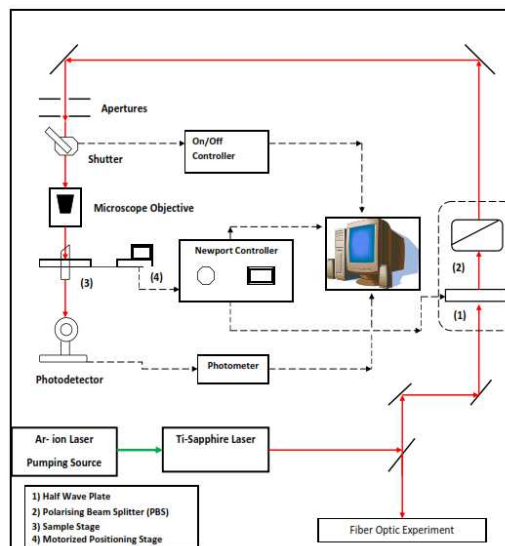 Apertures
On/Off
Controller
Shutter
Microscope Objective
Newport Controller
(2)
(3)
(4)
(1)
Photodetector
Photometer
Ar- ion Laser
Pumping Source
Ti-Sapphire Laser
1) Half Wave Plate
2) Polarising Beam Splitter (PBS)
3) Sample Stage
4) Motorized Positioning Stage
Fiber Optic Experiment